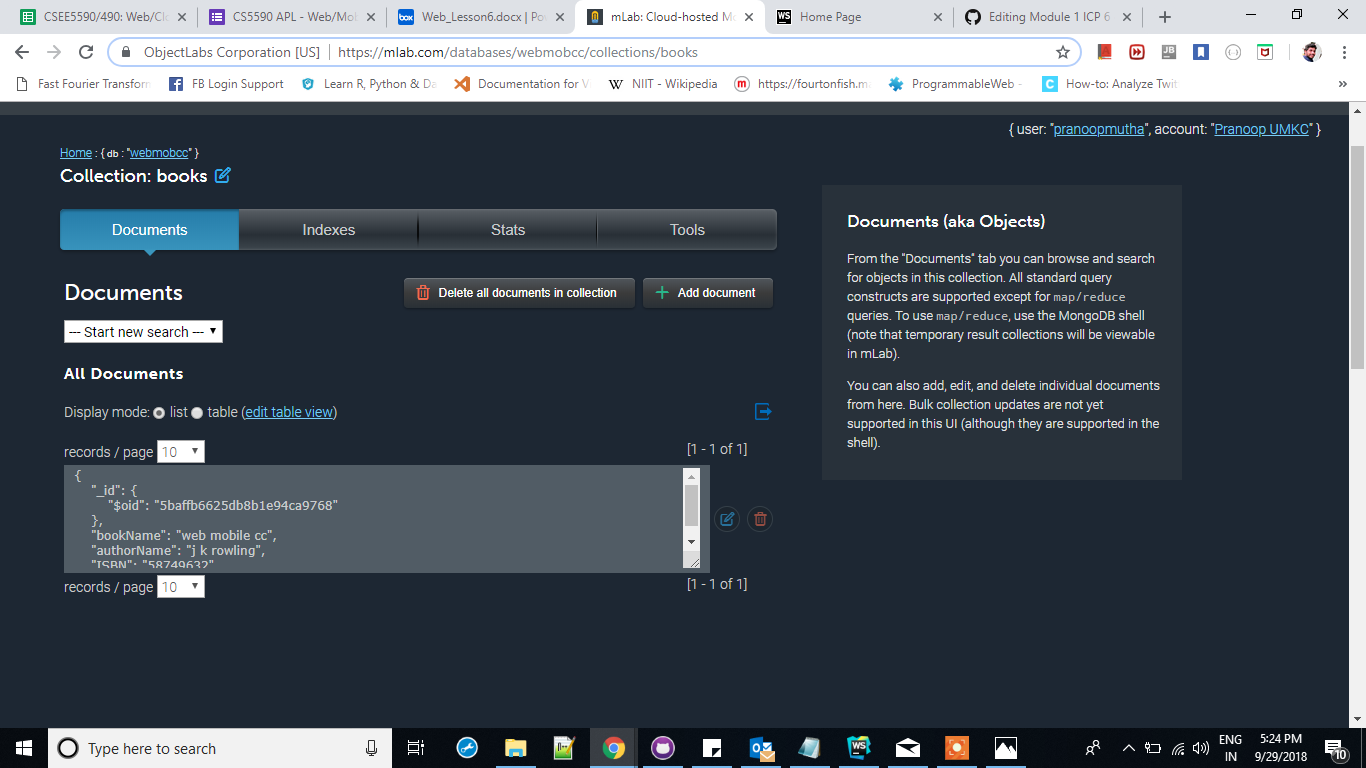 CSEE5590/490: Web/Clo
CS5590 APL - Web/Mob
box
Web_Lesson6.docx | Po
mLab: Cloud-hosted Mo
WS
Home Page
Editing Module 1 ICP 6
ObjectLabs Corporation [US]
https://mlab.com/databases/webmobcc/collections/books
JB
Fast Fourier Transform
FB Login Support
Learn R, Python & Da
Documentation for V
W
NIIT - Wikipedia
m
https://fourtonfish.m
ProgrammableWeb -
C
How-to: Analyze Twit
»
{ user: "pranoopmutha", account: "Pranoop UMKC" }
Home : { db : "webmobcc" }
Collection: books
Documents
Indexes
Stats
Tools
Documents
Delete all documents in collection
Add document
--- Start new search ---
All Documents
Display mode: list table (edit table view)
records / page 10
[1 - 1 of 1]
{
"_id": {
"$oid": "5baffb6625db8b1e94ca9768"
},
"bookName": "web mobile cc",
"authorName": "j k rowling",
"ISBN": "58749632"
records / page 10
[1 - 1 of 1]
Documents (aka Objects)
From the "Documents" tab you can browse and search
for objects in this collection. All standard query
constructs are supported except for map/reduce
queries. To use map/reduce, use the MongoDB shell
(note that temporary result collections will be viewable
in mLab).
You can also add, edit, and delete individual documents
from here. Bulk collection updates are not yet
supported in this UI (although they are supported in the
shell).
Type here to search
WS
ENG
IN
5:24 PM
9/29/2018
10